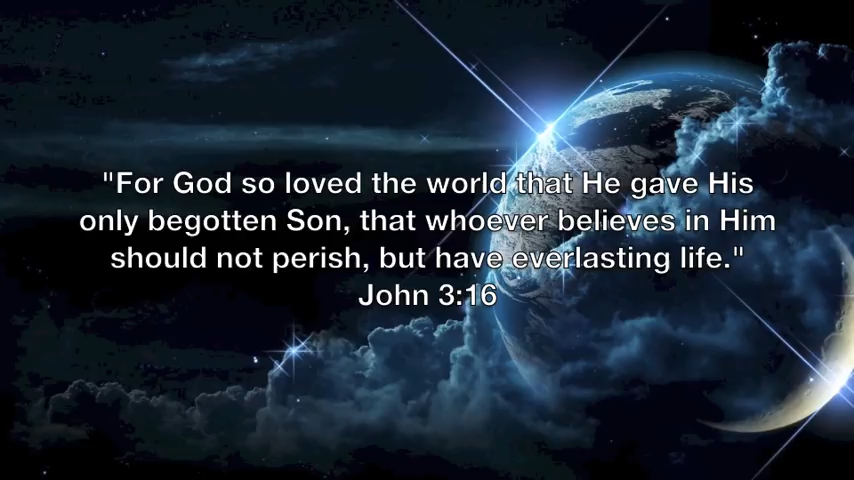 "For God so loved the world that He gave His
only begotten Son, that whoever believes in Him
should not perish, but have everlasting life."
John 3:16